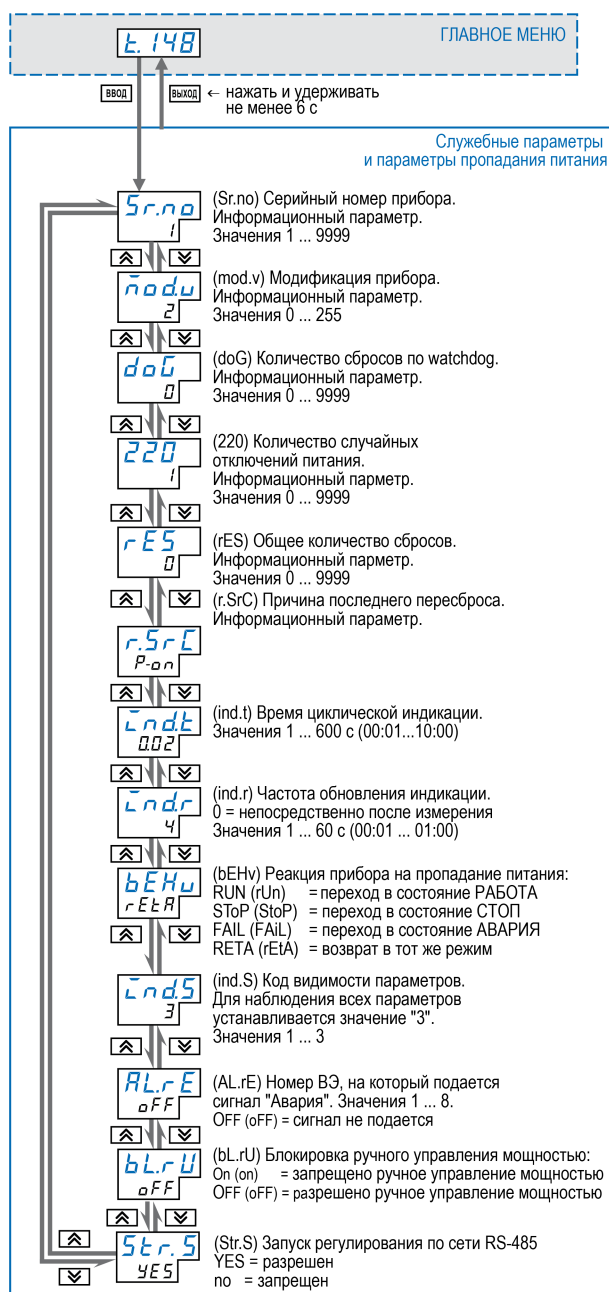 t.148
ГЛАВНОЕ МЕНЮ
ВВОД
ВЫХОД
← нажать и удерживать
не менее 6 с
Служебные параметры
и параметры пропадания питания
Sr.no
1
(Sr.no) Серийный номер прибора.
Информационный параметр.
Значения 1 ... 9999
mod.v
2
(mod.v) Модификация прибора.
Информационный параметр.
Значения 0 ... 255
doG
0
(doG) Количество сбросов по watchdog.
Информационный параметр.
Значения 0 ... 9999
220
1
(220) Количество случайных
отключений питания.
Информационный парметр.
Значения 0 ... 9999
rES
0
(rES) Общее количество сбросов.
Информационный парметр.
Значения 0 ... 9999
(r.SrC) Причина последнего пересброса.
Информационный параметр.
r.SrC
P-on
ind.t
0.02
(ind.t) Время циклической индикации.
Значения 1 ... 600 с (00:01...10:00)
ind.r
4
(ind.r) Частота обновления индикации.
0 = непосредственно после измерения
Значения 1 ... 60 с (00:01 ... 01:00)
bEHv
rEtA
(bEHv) Реакция прибора на пропадание питания:
RUN (rUn) = переход в состояние РАБОТА
SToP (StoP) = переход в состояние СТОП
FAIL (FAiL) = переход в состояние АВАРИЯ
RETA (rEtA) = возврат в тот же режим
ind.S
3
(ind.S) Код видимости параметров.
Для наблюдения всех параметров
устанавливается значение "3".
Значения 1 ... 3
AL.rE
oFF
(AL.rE) Номер ВЭ, на который подается
сигнал "Авария". Значения 1 ... 8.
OFF (oFF) = сигнал не подается
bL.rU
oFF
(bL.rU) Блокировка ручного управления мощностью:
On (on) = запрещено ручное управление мощностью
OFF (oFF) = разрешено ручное управление мощностью
Str.S
YES
(Str.S) Запуск регулирования по сети RS-485
YES = разрешен
no = запрещен